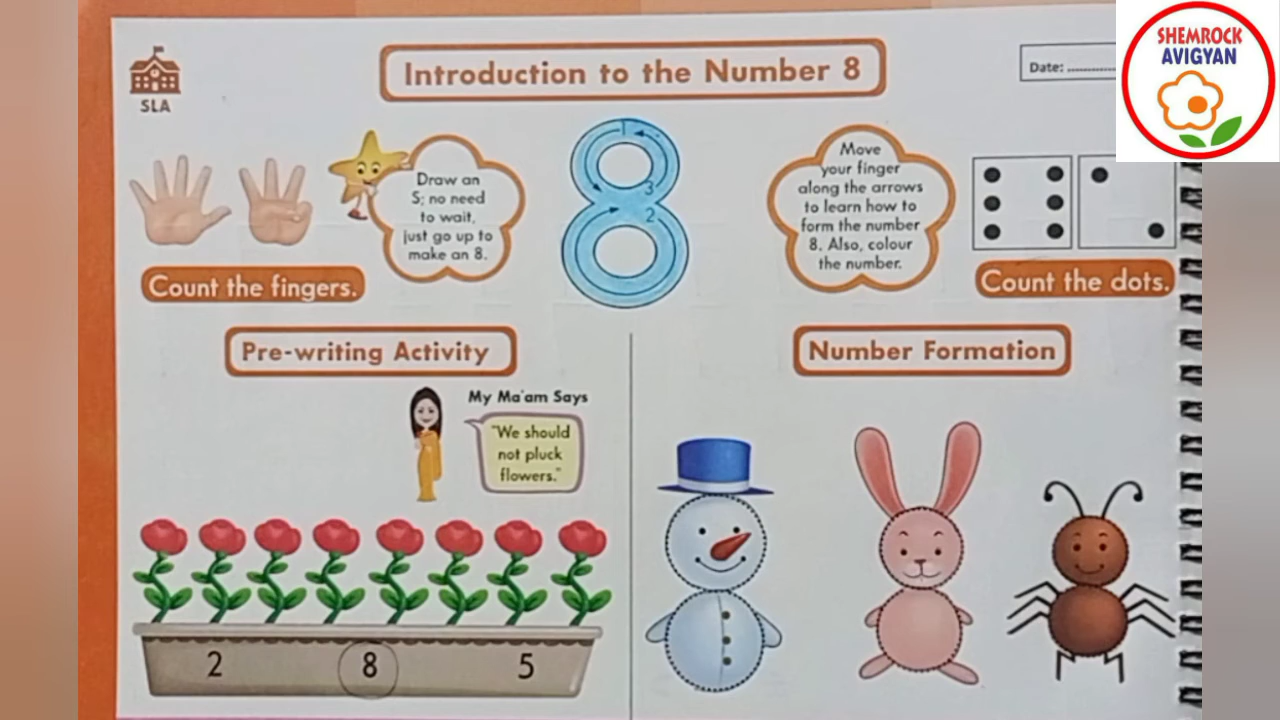 SHEMROCK
AVIGYAN
SLA
Introduction to the Number 8
Date: ............
Draw an
S; no need
to wait,
just go up to
make an 8.
1
3
2
Move
your finger
along the arrows
to learn how to
form the number
8. Also, colour
the number.
Count the fingers.
Count the dots.
Pre-writing Activity
Number Formation
My Ma'am Says
"We should
not pluck
flowers."
2 8 5